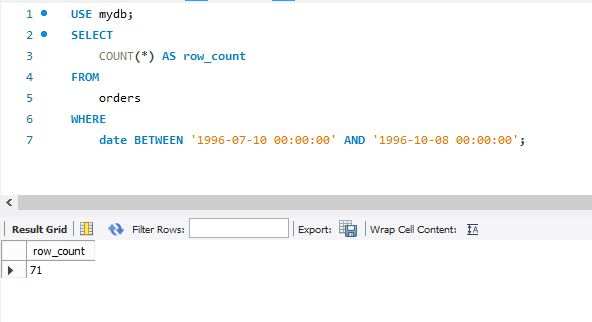 1 USE mydb;
2 SELECT
3 COUNT(*) AS row_count
4 FROM
5 orders
6 WHERE
7 date BETWEEN '1996-07-10 00:00:00' AND '1996-10-08 00:00:00';
Result Grid Filter Rows: Export: Wrap Cell Content:
row_count
71